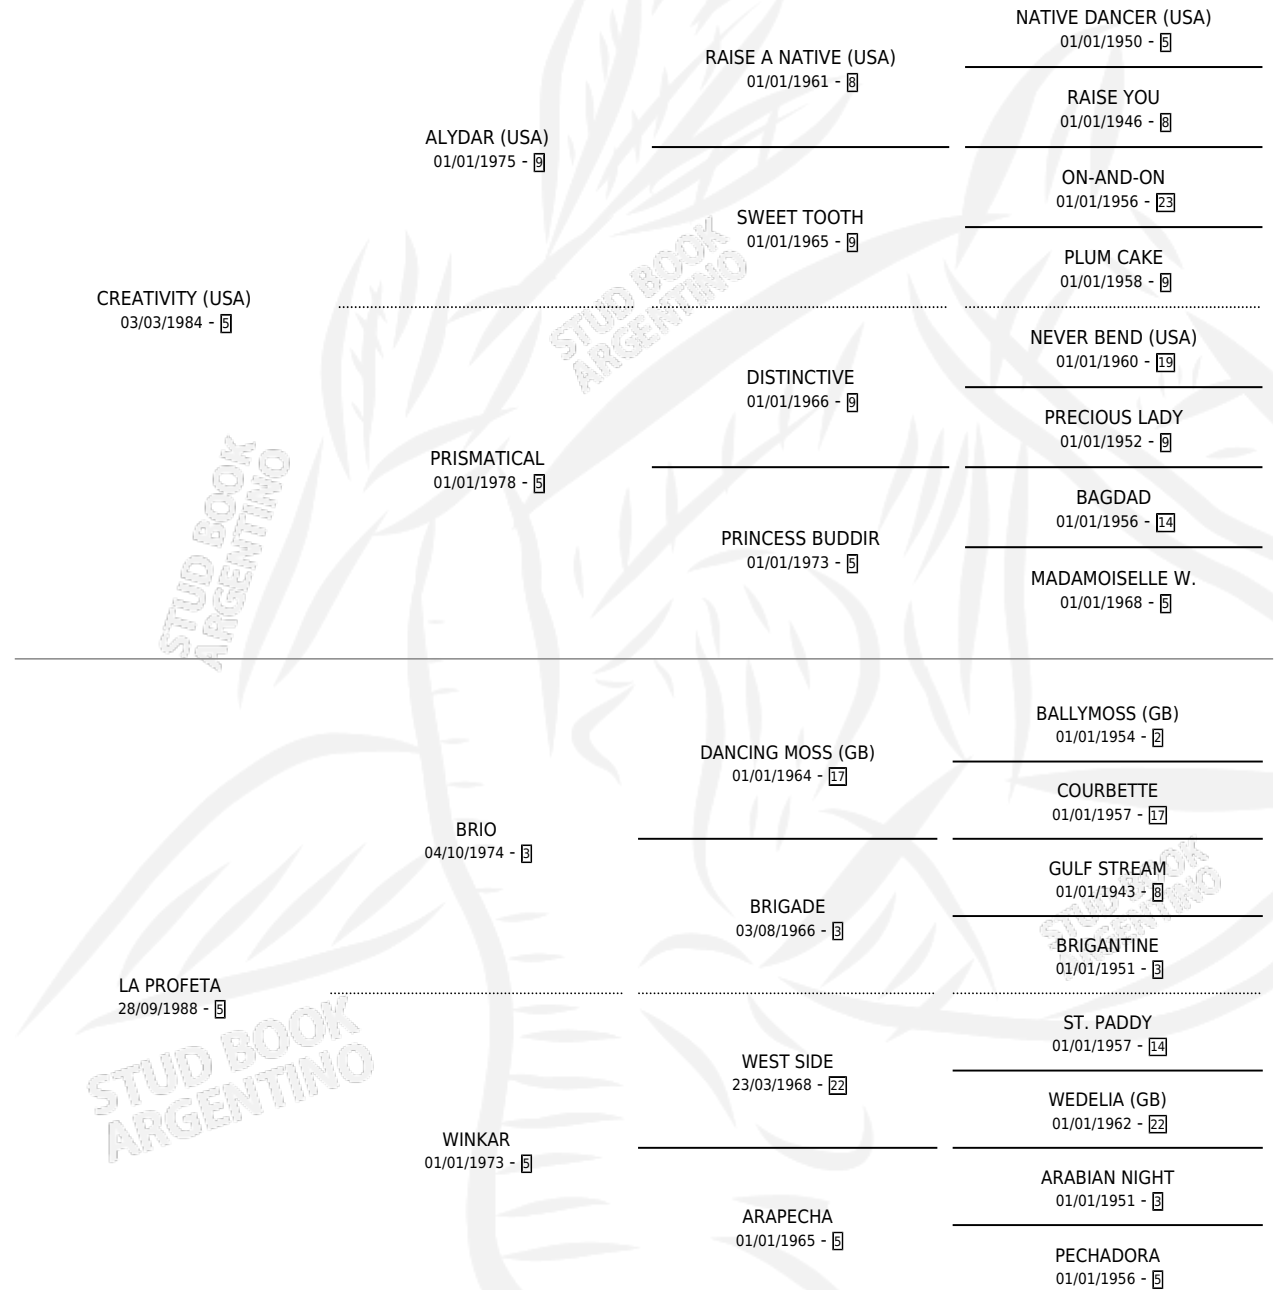 NATIVE DANCER (USA)
01/01/1950 - 5
RAISE A NATIVE (USA)
01/01/1961 - 8
RAISE YOU
01/01/1946 - 8
ALYDAR (USA)
01/01/1975 - 9
ON-AND-ON
01/01/1956 - 23
SWEET TOOTH
01/01/1965 - 9
PLUM CAKE
01/01/1958 - 9
CREATIVITY (USA)
03/03/1984 - 5
NEVER BEND (USA)
01/01/1960 - 19
DISTINCTIVE
01/01/1966 - 9
PRECIOUS LADY
01/01/1952 - 9
PRISMATICAL
01/01/1978 - 5
BAGDAD
01/01/1956 - 14
PRINCESS BUDDIR
01/01/1973 - 5
MADAMOISELLE W.
01/01/1968 - 5
BALLYMOSS (GB)
01/01/1954 - 2
DANCING MOSS (GB)
01/01/1964 - 17
COURBETTE
01/01/1957 - 17
BRIO
04/10/1974 - 3
GULF STREAM
01/01/1943 - 8
BRIGADE
03/08/1966 - 3
BRIGANTINE
01/01/1951 - 3
LA PROFETA
28/09/1988 - 5
ST. PADDY
01/01/1957 - 14
WEST SIDE
23/03/1968 - 22
WEDELIA (GB)
01/01/1962 - 22
WINKAR
01/01/1973 - 5
ARABIAN NIGHT
01/01/1951 - 3
ARAPECHA
01/01/1965 - 5
PECHADORA
01/01/1956 - 5
STUD BOOK
ARGENTINO
STUD BOOK
ARGENTINO
STUD BOOK
ARGENTINO
STUD BOOK
ARGENTINO